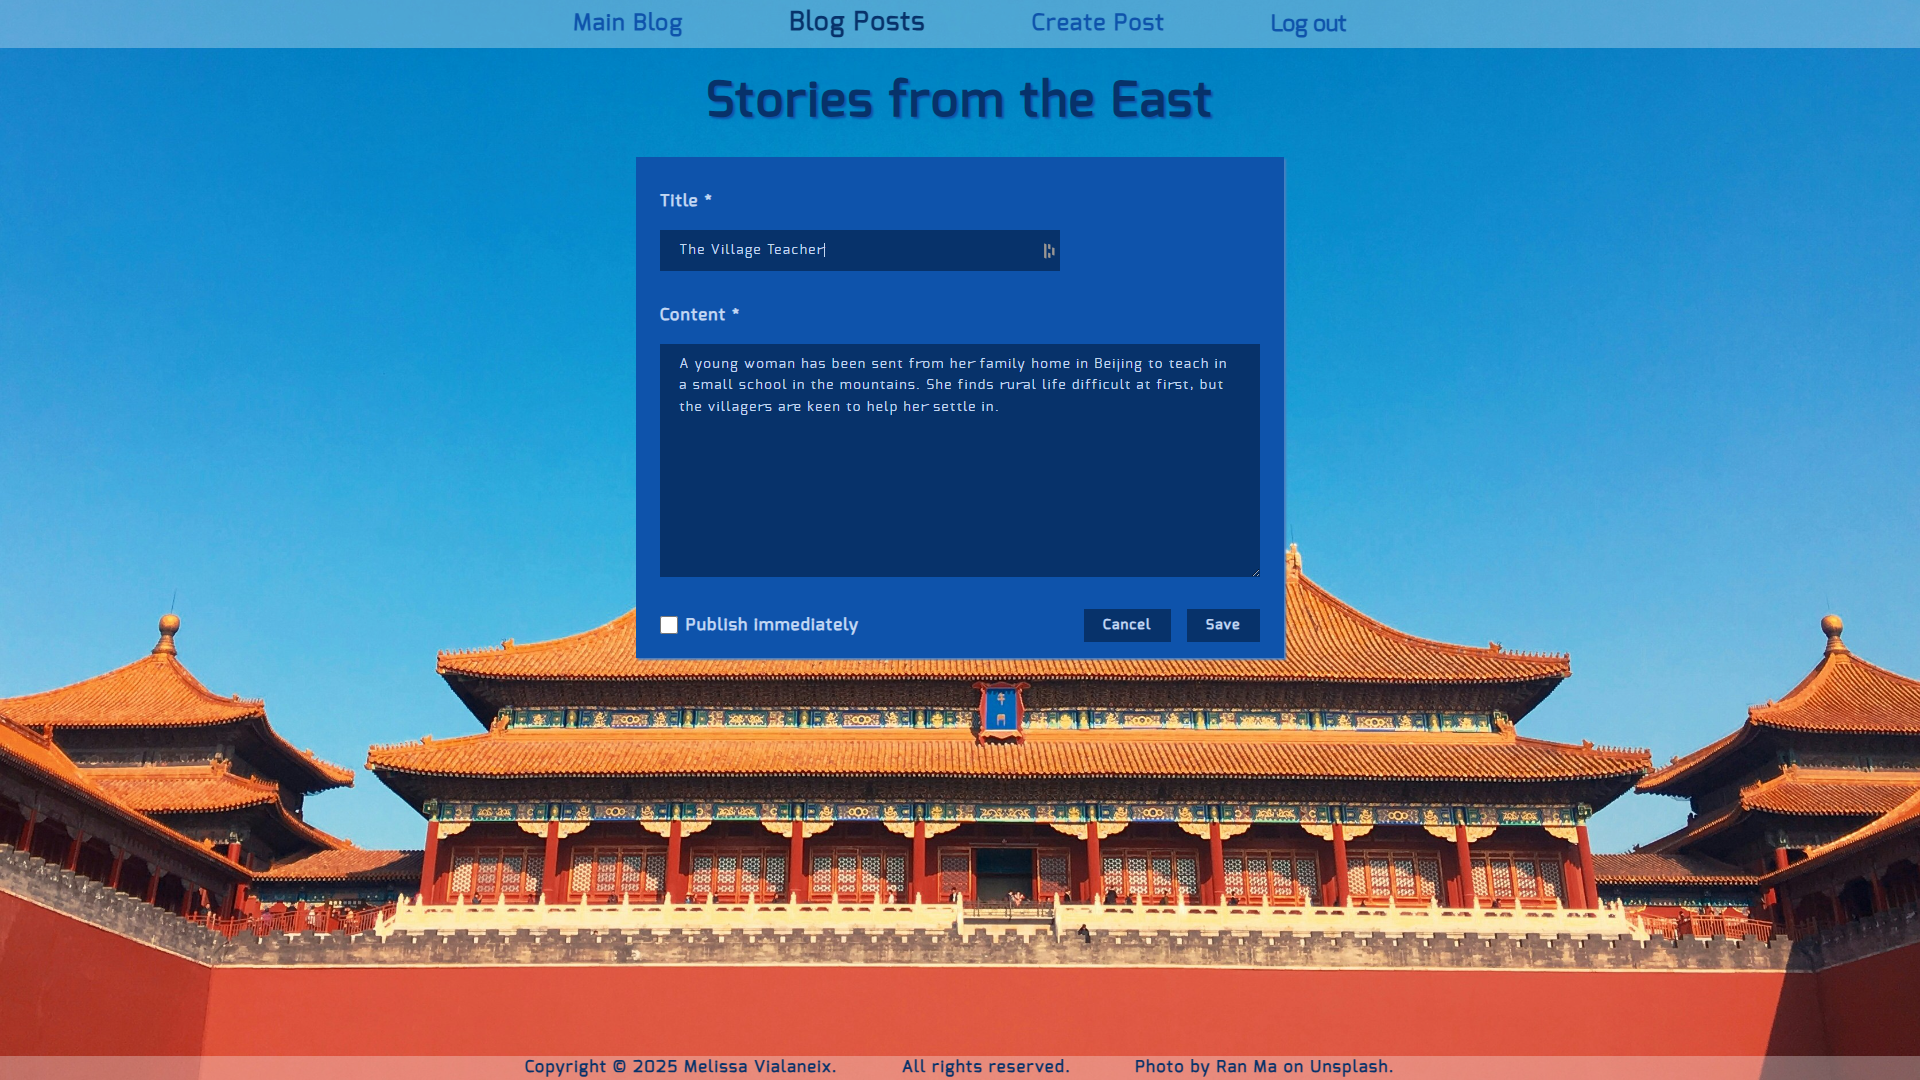 Main Blog Blog Posts Create Post Log out
Stories from the East
Title *
The Village Teacher
Content *
A young woman has been sent from her family home in Beijing to teach in
a small school in the mountains. She finds rural life difficult at first, but
the villagers are keen to help her settle in.
Publish Immediately Cancel Save
午
門
Copyright © 2025 Melissa Vialaneix. All rights reserved. Photo by Ran Ma on Unsplash.